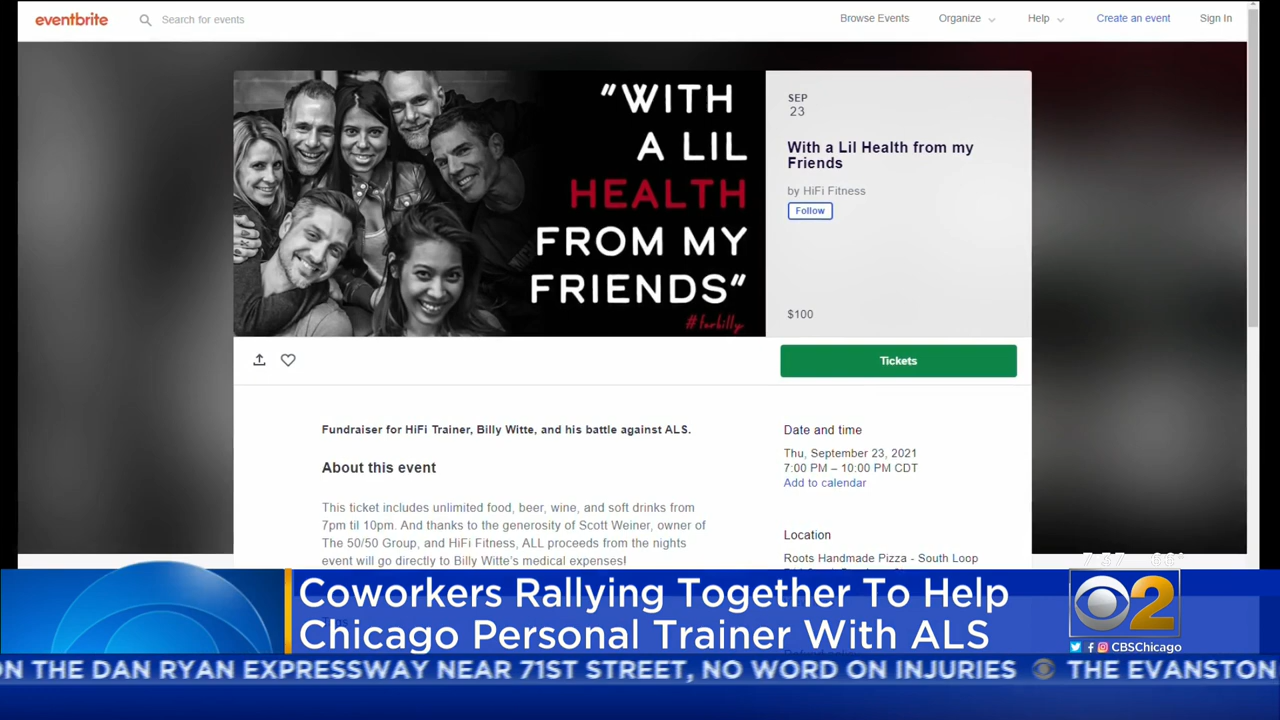 eventbrite
Search for events
Browse Events
Organize
Help
Create an event
Sign In
"WITH
A LIL
HEALTH
FROM MY
FRIENDS"
#forbilly
SEP
23
With a Lil Health from my
Friends
by HiFi Fitness
Follow
$100
Tickets
Fundraiser for HiFi Trainer, Billy Witte, and his battle against ALS.
About this event
This ticket includes unlimited food, beer, wine, and soft drinks from
7pm til 10pm. And thanks to the generosity of Scott Weiner, owner of
The 50/50 Group, and HiFi Fitness, ALL proceeds from the nights
event will go directly to Billy Witte's medical expenses!
Date and time
Thu, September 23, 2021
7:00 PM – 10:00 PM CDT
Add to calendar
Location
Roots Handmade Pizza - South Loop
Coworkers Rallying Together To Help
Chicago Personal Trainer With ALS
2
CBSChicago
ON THE DAN RYAN EXPRESSWAY NEAR 71ST STREET, NO WORD ON INJURIES THE EVANSTON